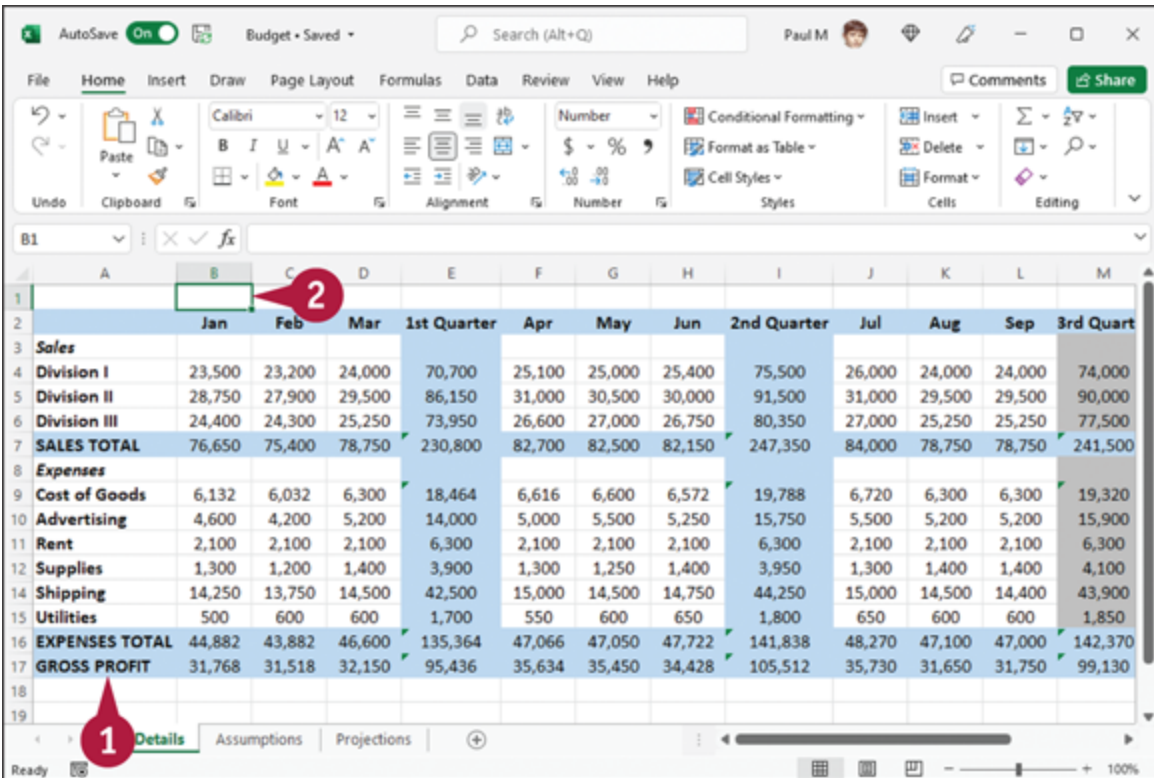 AutoSave On Budget • Saved Search (Alt+Q) Paul M
File Home Insert Draw Page Layout Formulas Data Review View Help Comments Share
Calibri 12 Number Conditional Formatting Insert
Paste B I U A A $ % Format as Table Delete
A Cell Styles Format
Undo Clipboard Font Alignment Number Styles Cells Editing
B1 fx
A B C D E F G H I J K L M
1 2
2 Jan Feb Mar 1st Quarter Apr May Jun 2nd Quarter Jul Aug Sep 3rd Quart
3 Sales
4 Division I 23,500 23,200 24,000 70,700 25,100 25,000 25,400 75,500 26,000 24,000 24,000 74,000
5 Division II 28,750 27,900 29,500 86,150 31,000 30,500 30,000 91,500 31,000 29,500 29,500 90,000
6 Division III 24,400 24,300 25,250 73,950 26,600 27,000 26,750 80,350 27,000 25,250 25,250 77,500
7 SALES TOTAL 76,650 75,400 78,750 230,800 82,700 82,500 82,150 247,350 84,000 78,750 78,750 241,500
8 Expenses
9 Cost of Goods 6,132 6,032 6,300 18,464 6,616 6,600 6,572 19,788 6,720 6,300 6,300 19,320
10 Advertising 4,600 4,200 5,200 14,000 5,000 5,500 5,250 15,750 5,500 5,200 5,200 15,900
11 Rent 2,100 2,100 2,100 6,300 2,100 2,100 2,100 6,300 2,100 2,100 2,100 6,300
12 Supplies 1,300 1,200 1,400 3,900 1,300 1,250 1,400 3,950 1,300 1,400 1,400 4,100
14 Shipping 14,250 13,750 14,500 42,500 15,000 14,500 14,750 44,250 15,000 14,500 14,400 43,900
15 Utilities 500 600 600 1,700 550 600 650 1,800 650 600 600 1,850
16 EXPENSES TOTAL 44,882 43,882 46,600 135,364 47,066 47,050 47,722 141,838 48,270 47,100 47,000 142,370
17 GROSS PROFIT 31,768 31,518 32,150 95,436 35,634 35,450 34,428 105,512 35,730 31,650 31,750 99,130
18
19
1 Details Assumptions Projections
Ready 100%